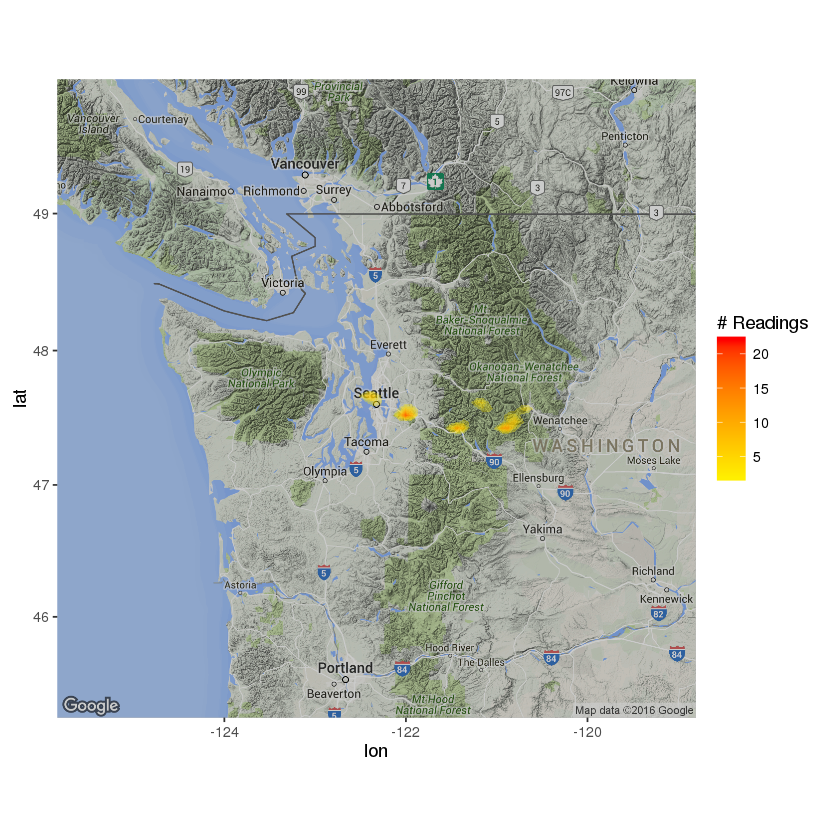 Provincial
Park
Kelowna
99
97C
Vancouver
Island
Courtenay
5
Penticton
Vancouver
19
Nanaimo
Richmond
Surrey
7
1
3
Abbotsford
3
49
5
Victoria
# Readings
Mt
Baker-Snoqualmie
National Forest
48
Everett
20
Olympic
National Park
Okanogan-Wenatchee
National Forest
15
lat
Seattle
Wenatchee
10
Tacoma
WASHINGTON
5
Olympia
5
90
Moses Lake
47
Ellensburg
90
Yakima
5
Richland
Astoria
Gifford
Pinchot
National Forest
Kennewick
46
82
Hood River
84
84
The Dalles
84
Portland
Beaverton
Mt Hood
National Forest
5
Google
Map data ©2016 Google
-124
-122
-120
lon